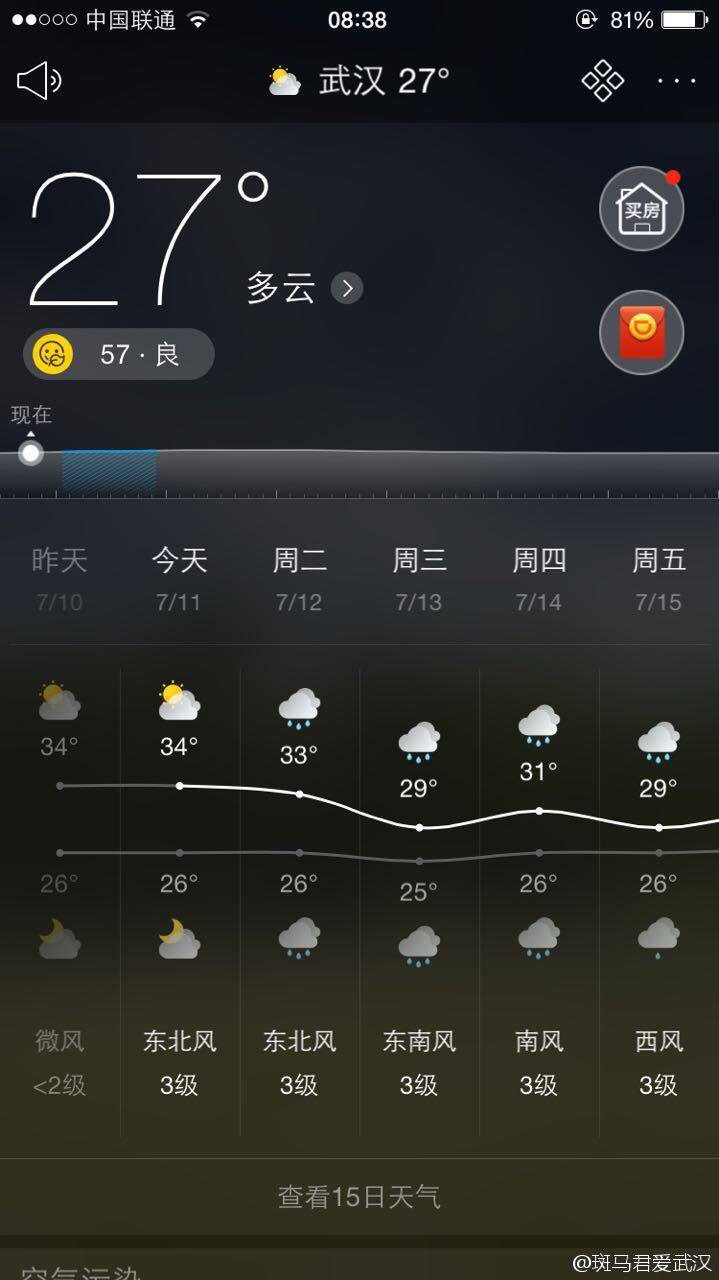 中国联通 08:38 81%
武汉 27° ···
27°
买房
多云
57 · 良
现在
昨天 今天 周二 周三 周四 周五
7/10 7/11 7/12 7/13 7/14 7/15
34° 34° 33° 29° 31° 29°
26° 26° 26° 25° 26° 26°
微风 东北风 东北风 东南风 南风 西风
<2级 3级 3级 3级 3级 3级
查看15日天气
空气污染
@斑马君爱武汉